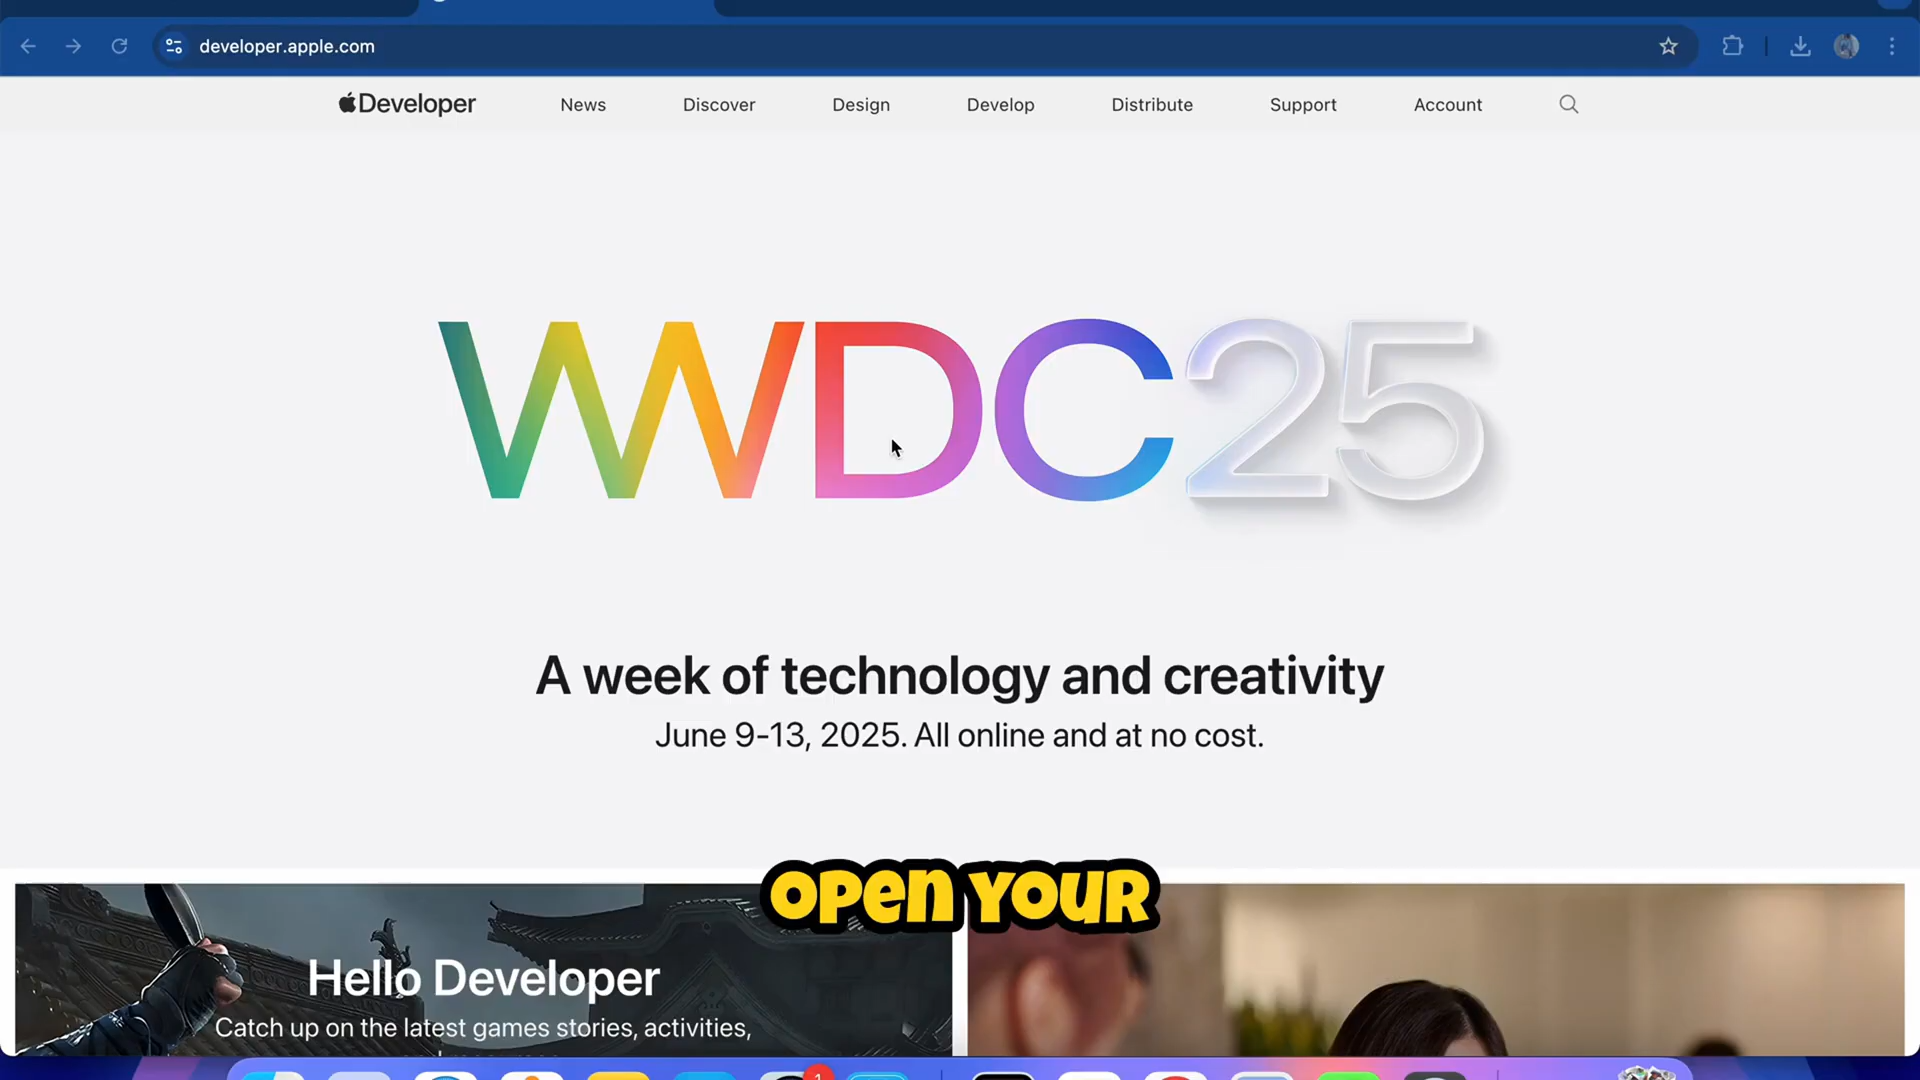 developer.apple.com
Developer
News
Discover
Design
Develop
Distribute
Support
Account
WWDC25
A week of technology and creativity
June 9-13, 2025. All online and at no cost.
OPEN YOUR
Hello Developer
Catch up on the latest games stories, activities,
1